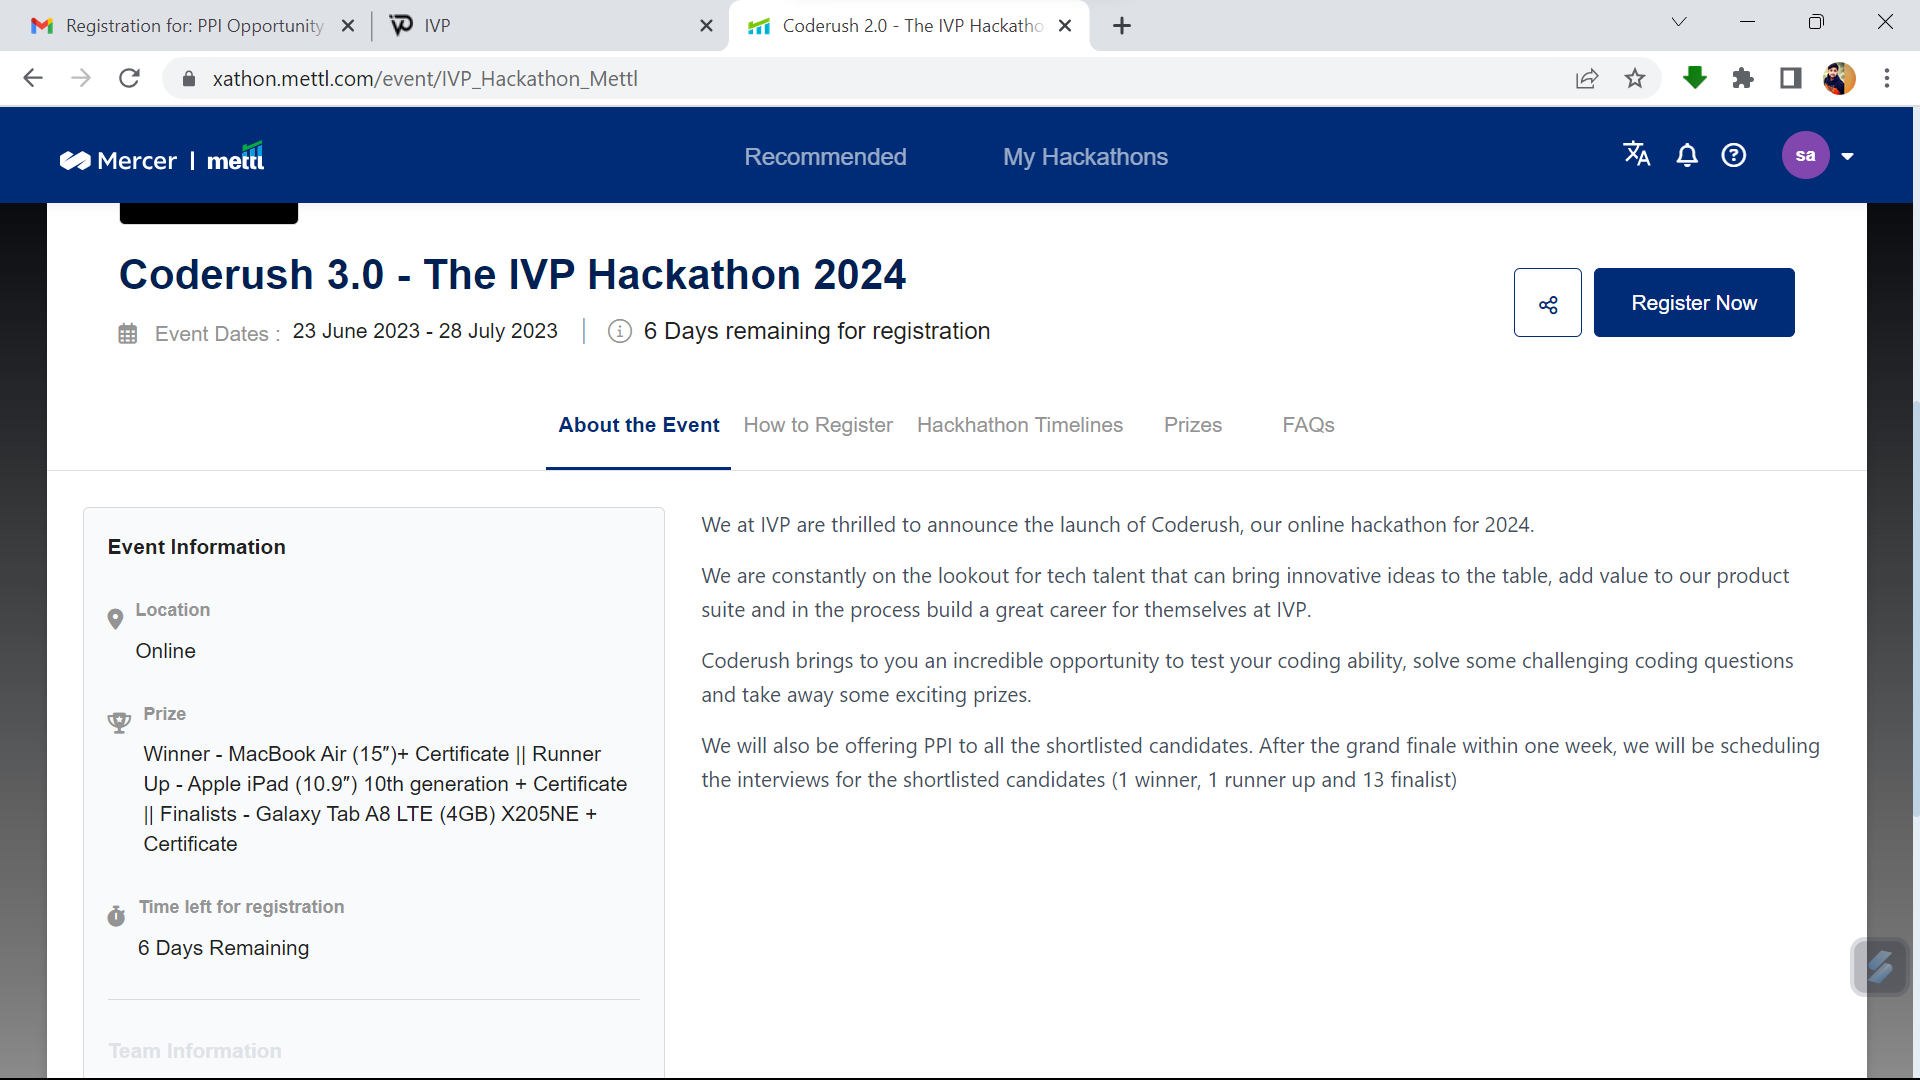 Registration for: PPI Opportunity
IVP
Coderush 2.0 - The IVP Hackatho
xathon.mettl.com/event/IVP_Hackathon_Mettl
Mercer | mettl
Recommended
My Hackathons
sa
Coderush 3.0 - The IVP Hackathon 2024
Event Dates : 23 June 2023 - 28 July 2023
6 Days remaining for registration
Register Now
About the Event
How to Register
Hackhathon Timelines
Prizes
FAQs
Event Information
Location
Online
Prize
Winner - MacBook Air (15″)+ Certificate || Runner
Up - Apple iPad (10.9″) 10th generation + Certificate
|| Finalists - Galaxy Tab A8 LTE (4GB) X205NE +
Certificate
Time left for registration
6 Days Remaining
Team Information
We at IVP are thrilled to announce the launch of Coderush, our online hackathon for 2024.
We are constantly on the lookout for tech talent that can bring innovative ideas to the table, add value to our product
suite and in the process build a great career for themselves at IVP.
Coderush brings to you an incredible opportunity to test your coding ability, solve some challenging coding questions
and take away some exciting prizes.
We will also be offering PPI to all the shortlisted candidates. After the grand finale within one week, we will be scheduling
the interviews for the shortlisted candidates (1 winner, 1 runner up and 13 finalist)